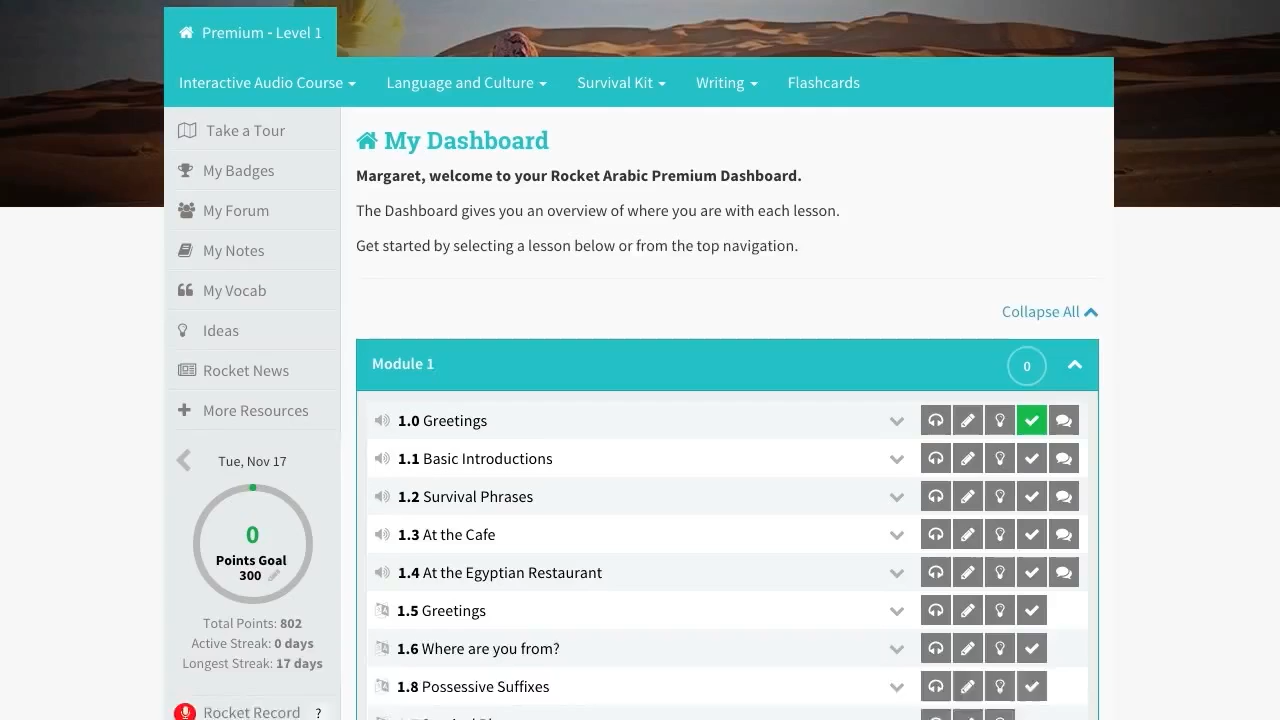 Premium - Level 1
Interactive Audio Course
Language and Culture
Survival Kit
Writing
Flashcards
Take a Tour
My Badges
My Forum
My Notes
My Vocab
Ideas
Rocket News
More Resources
Tue, Nov 17
0
Points Goal
300
Total Points: 802
Active Streak: 0 days
Longest Streak: 17 days
Rocket Record ?
My Dashboard
Margaret, welcome to your Rocket Arabic Premium Dashboard.
The Dashboard gives you an overview of where you are with each lesson.
Get started by selecting a lesson below or from the top navigation.
Collapse All
Module 1
0
1.0 Greetings
1.1 Basic Introductions
1.2 Survival Phrases
1.3 At the Cafe
1.4 At the Egyptian Restaurant
1.5 Greetings
1.6 Where are you from?
1.8 Possessive Suffixes